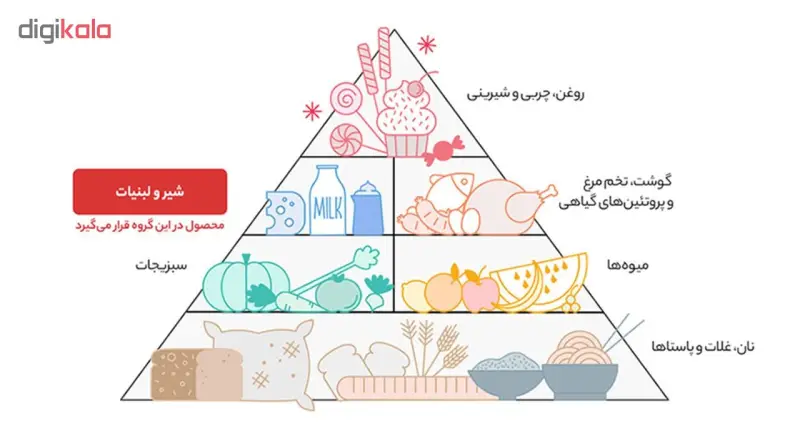 digikala
روغن، چربی و شیرینی
شیر و لبنیات
محصول در این گروه قرار می‌گیرد
MILK
گوشت، تخم مرغ
و پروتئین‌های گیاهی
سبزیجات
میوه‌ها
نان، غلات و پاستاها